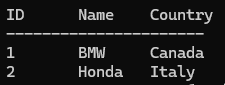 ID Name Country
----------------------
1 BMW Canada
2 Honda Italy